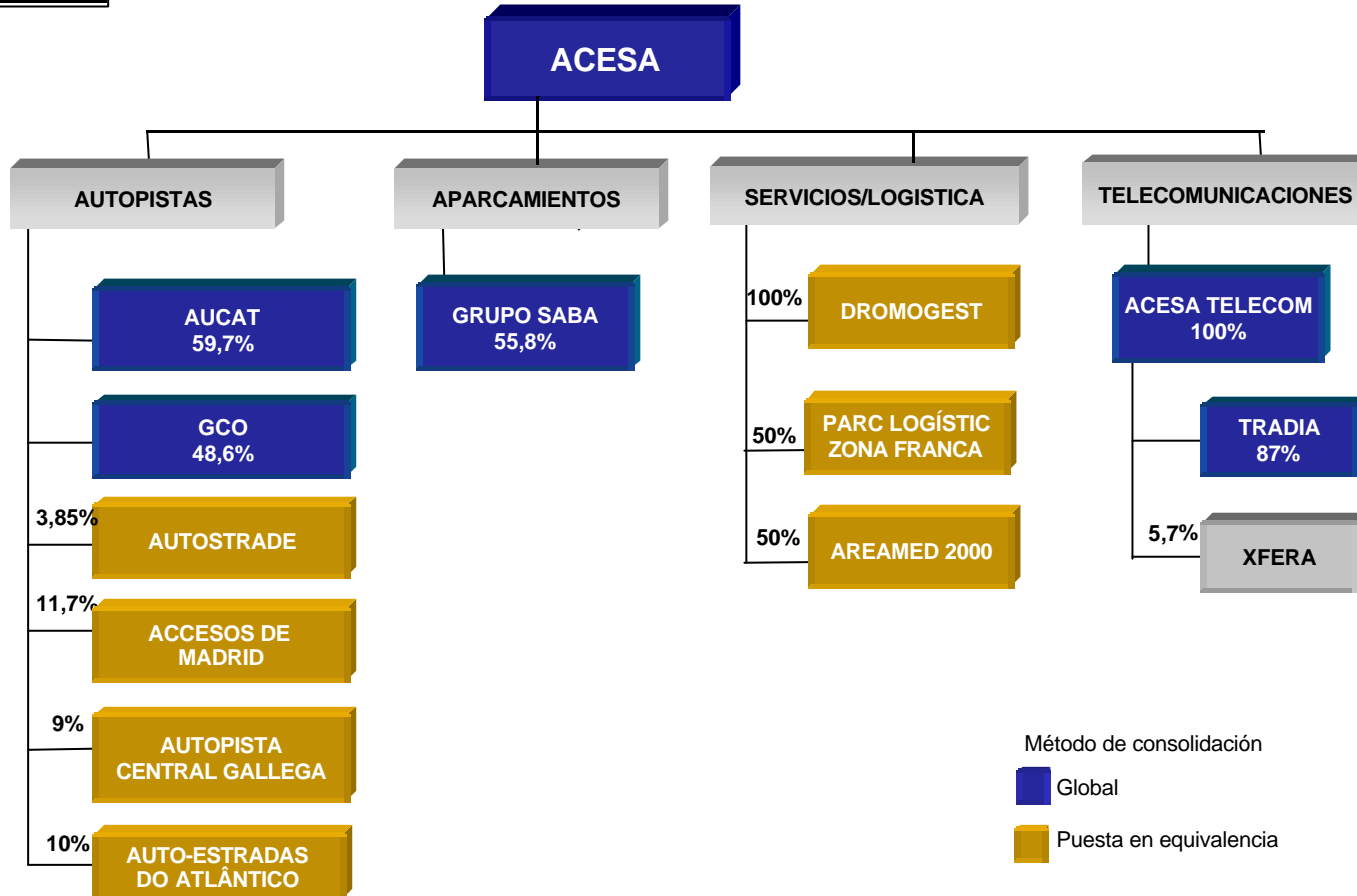 ACESA
AUTOPISTAS
APARCAMIENTOS
SERVICIOS/LOGISTICA
TELECOMUNICACIONES
AUCAT
59,7%
GCO
48,6%
3,85%
AUTOSTRADE
11,7%
ACCESOS DE
MADRID
9%
AUTOPISTA
CENTRAL GALLEGA
10%
AUTO-ESTRADAS
DO ATLÂNTICO
GRUPO SABA
55,8%
100%
DROMOGEST
50%
PARC LOGÍSTIC
ZONA FRANCA
50%
AREAMED 2000
ACESA TELECOM
100%
TRADIA
87%
5,7%
XFERA
Método de consolidación
Global
Puesta en equivalencia